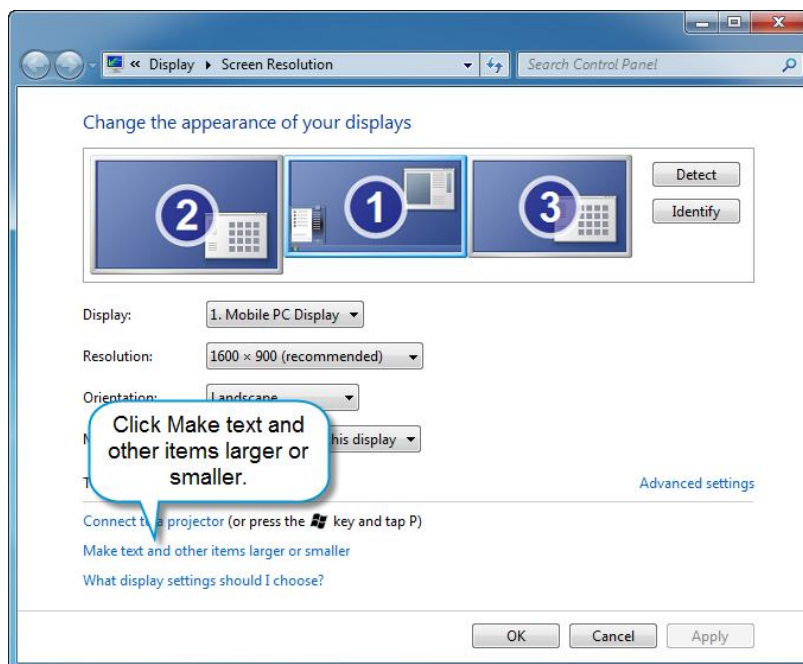 « Display ▸ Screen Resolution
Search Control Panel
Change the appearance of your displays
2
1
3
Detect
Identify
Display: 1. Mobile PC Display
Resolution: 1600 × 900 (recommended)
Orientation: Landscape
Click Make text and
other items larger or
smaller.
his display
Advanced settings
Connect to a projector (or press the key and tap P)
Make text and other items larger or smaller
What display settings should I choose?
OK
Cancel
Apply